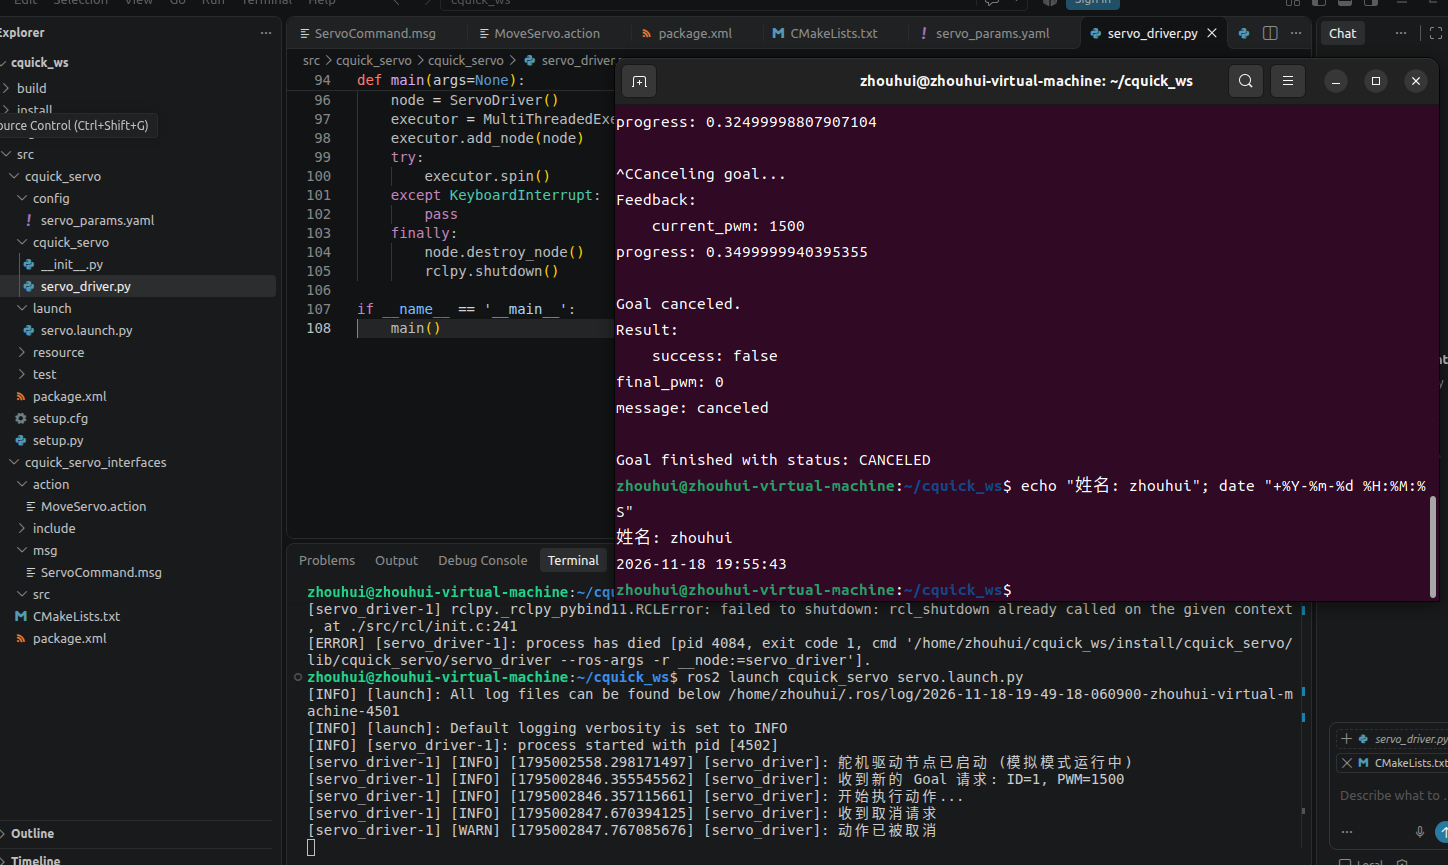 Edit Selection View Go Run Terminal Help
cquick_ws
Sign in
Explorer
cquick_ws
build
install
ource Control (Ctrl+Shift+G)
src
cquick_servo
config
servo_params.yaml
cquick_servo
__init__.py
servo_driver.py
launch
servo.launch.py
resource
test
package.xml
setup.cfg
setup.py
cquick_servo_interfaces
action
MoveServo.action
include
msg
ServoCommand.msg
src
CMakeLists.txt
package.xml
Outline
Timeline
ServoCommand.msg MoveServo.action package.xml CMakeLists.txt servo_params.yaml servo_driver.py
src > cquick_servo > cquick_servo > servo_driver
94 def main(args=None):
96 node = ServoDriver()
97 executor = MultiThreadedExe
98 executor.add_node(node)
99 try:
100 executor.spin()
101 except KeyboardInterrupt:
102 pass
103 finally:
104 node.destroy_node()
105 rclpy.shutdown()
106
107 if __name__ == '__main__':
108 main()
zhouhui@zhouhui-virtual-machine: ~/cquick_ws
progress: 0.32499998807907104
^CCanceling goal...
Feedback:
current_pwm: 1500
progress: 0.3499999940395355
Goal canceled.
Result:
success: false
final_pwm: 0
message: canceled
Goal finished with status: CANCELED
zhouhui@zhouhui-virtual-machine:~/cquick_ws$ echo "姓名: zhouhui"; date "+%Y-%m-%d %H:%M:%
S"
姓名: zhouhui
2026-11-18 19:55:43
zhouhui@zhouhui-virtual-machine:~/cquick_ws$
Problems Output Debug Console Terminal
zhouhui@zhouhui-virtual-machine:~/cqu
[servo_driver-1] rclpy._rclpy_pybind11.RCLError: failed to shutdown: rcl_shutdown already called on the given context
, at ./src/rcl/init.c:241
[ERROR] [servo_driver-1]: process has died [pid 4084, exit code 1, cmd '/home/zhouhui/cquick_ws/install/cquick_servo/
lib/cquick_servo/servo_driver --ros-args -r __node:=servo_driver'].
zhouhui@zhouhui-virtual-machine:~/cquick_ws$ ros2 launch cquick_servo servo.launch.py
[INFO] [launch]: All log files can be found below /home/zhouhui/.ros/log/2026-11-18-19-49-18-060900-zhouhui-virtual-m
achine-4501
[INFO] [launch]: Default logging verbosity is set to INFO
[INFO] [servo_driver-1]: process started with pid [4502]
[servo_driver-1] [INFO] [1795002558.298171497] [servo_driver]: 舵机驱动节点已启动 (模拟模式运行中)
[servo_driver-1] [INFO] [1795002846.355545562] [servo_driver]: 收到新的 Goal 请求: ID=1, PWM=1500
[servo_driver-1] [INFO] [1795002846.357115661] [servo_driver]: 开始执行动作...
[servo_driver-1] [INFO] [1795002847.670394125] [servo_driver]: 收到取消请求
[servo_driver-1] [WARN] [1795002847.767085676] [servo_driver]: 动作已被取消
Chat
servo_driver.py
CMakeLists.txt
Describe what to
Local